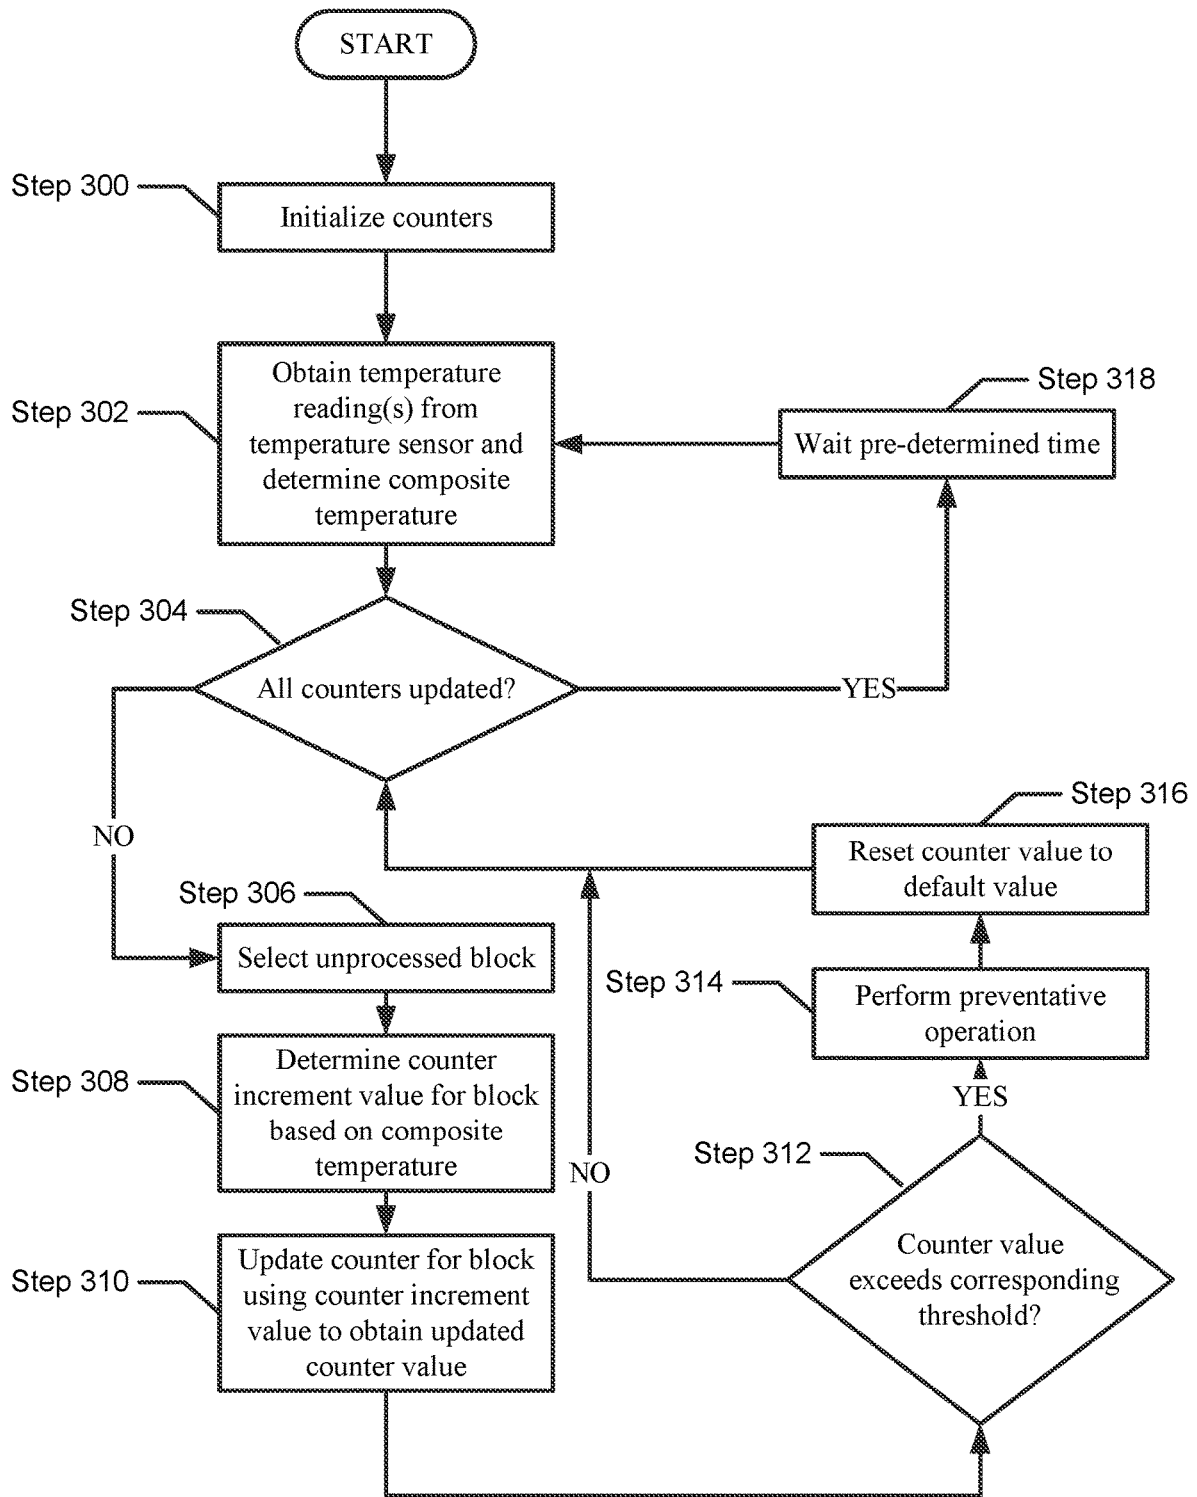 START
Step 300
Initialize counters
Step 302
Obtain temperature
reading(s) from
temperature sensor and
determine composite
temperature
Step 318
Wait pre-determined time
Step 304
All counters updated?
YES
NO
Step 316
Reset counter value to
default value
Step 306
Select unprocessed block
Step 314
Perform preventative
operation
Step 308
Determine counter
increment value for block
based on composite
temperature
YES
Step 312
NO
Counter value
exceeds corresponding
threshold?
Step 310
Update counter for block
using counter increment
value to obtain updated
counter value